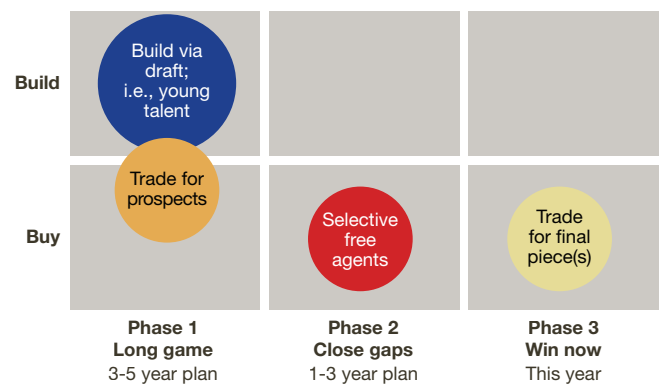 Build
Build via
draft;
i.e., young
talent
Trade for
prospects
Buy
Selective
free
agents
Trade
for final
piece(s)
Phase 1
Long game
3-5 year plan
Phase 2
Close gaps
1-3 year plan
Phase 3
Win now
This year